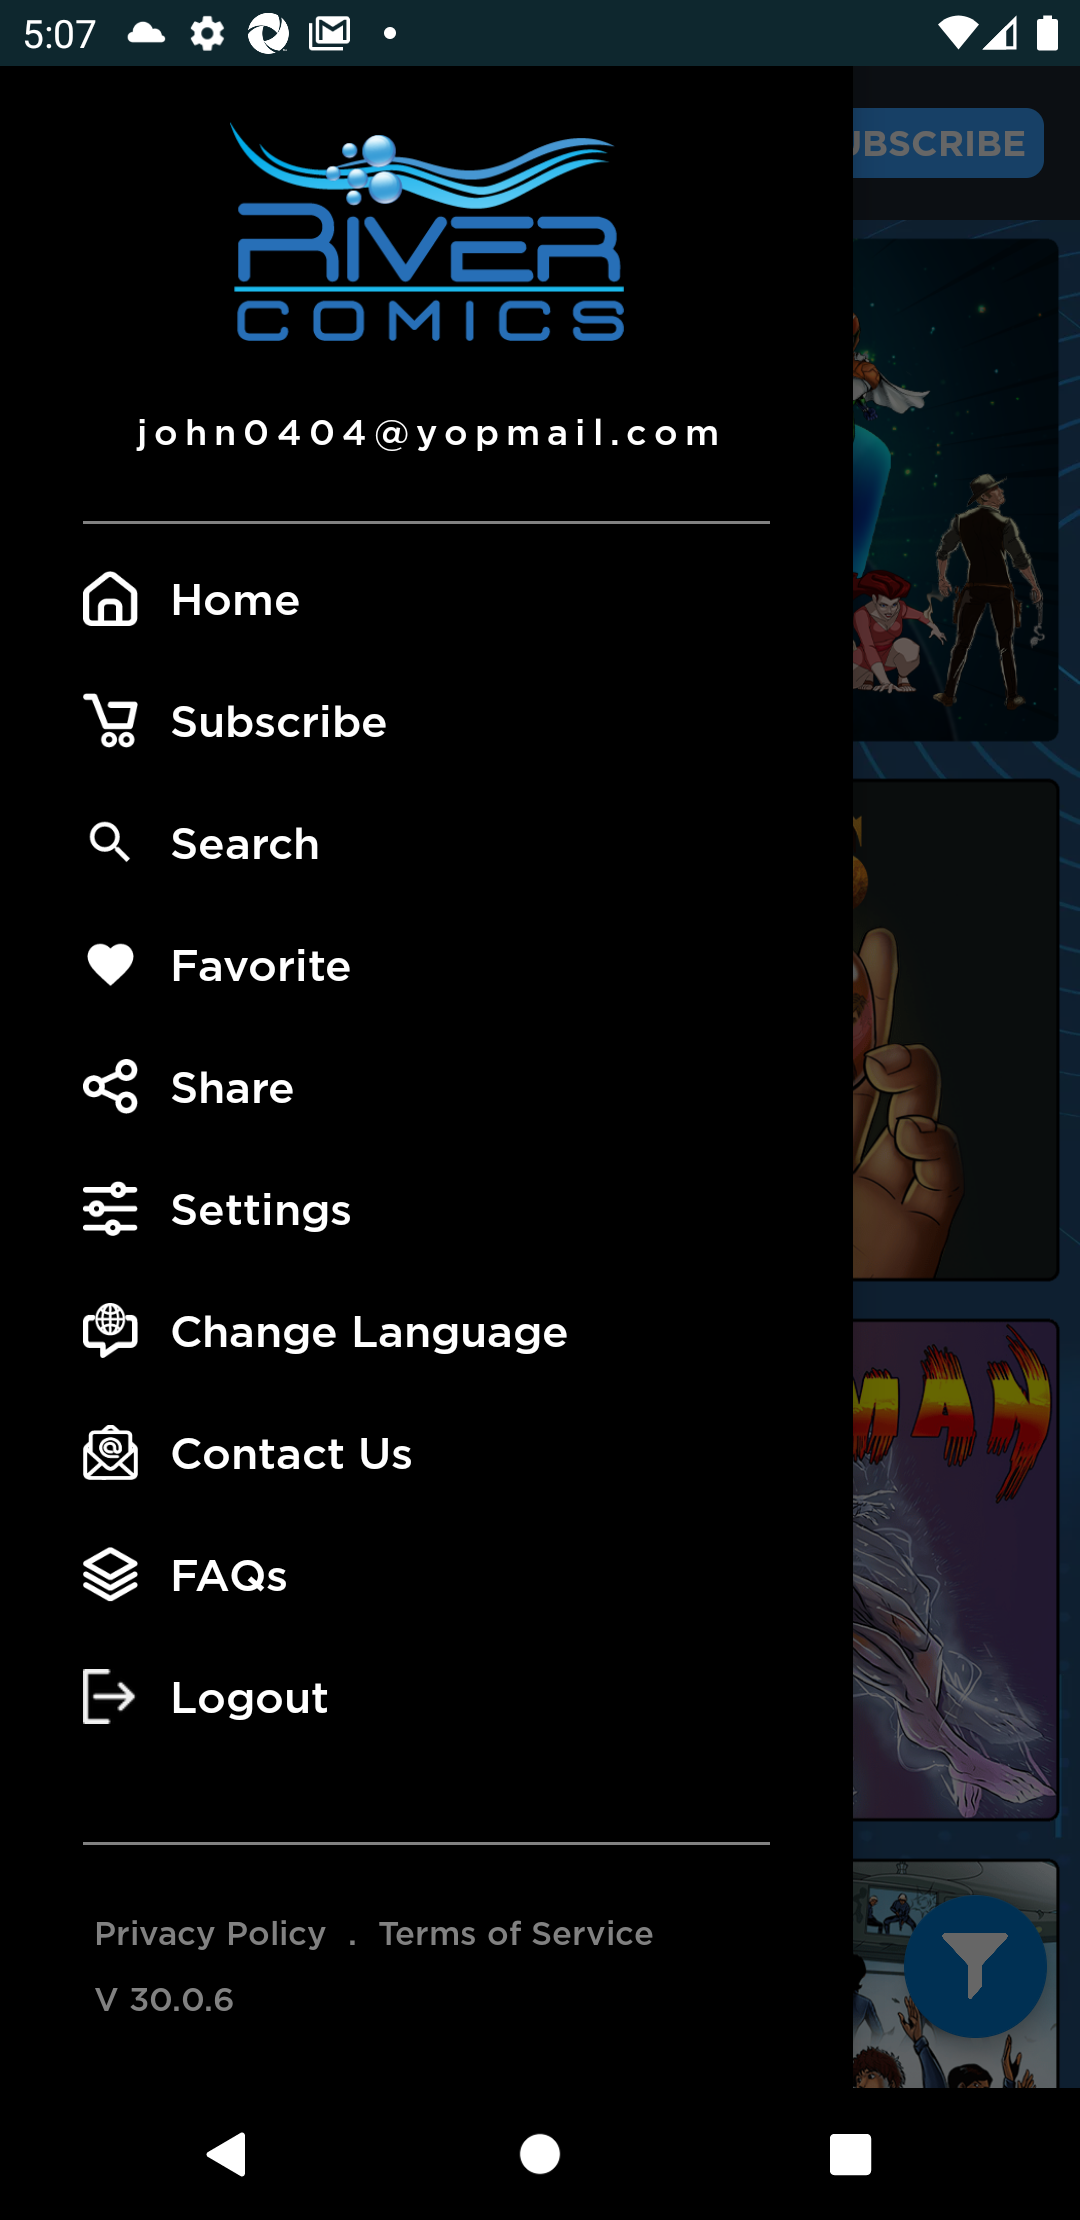 5:07
UBSCRIBE
RIVER
COMICS
john0404@yopmail.com
Home
Subscribe
Search
Favorite
Share
Settings
Change Language
Contact Us
FAQs
Logout
MAN
Privacy Policy . Terms of Service
V 30.0.6